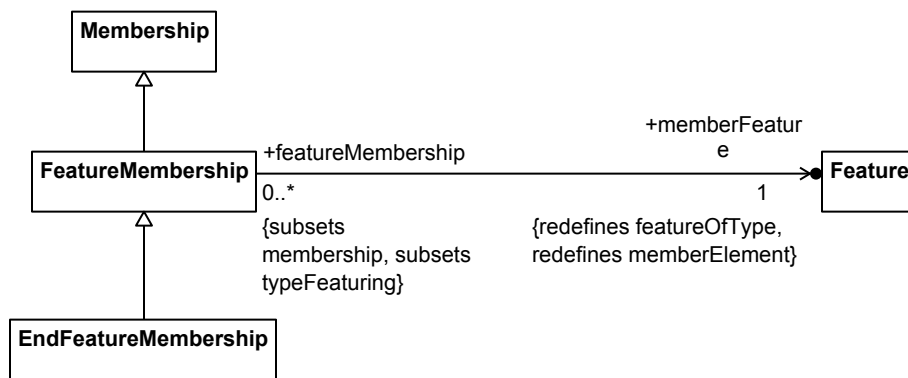 Membership
+memberFeatur
e
+featureMembership
FeatureMembership
Feature
0..*
1
{subsets
membership, subsets
typeFeaturing}
{redefines featureOfType,
redefines memberElement}
EndFeatureMembership